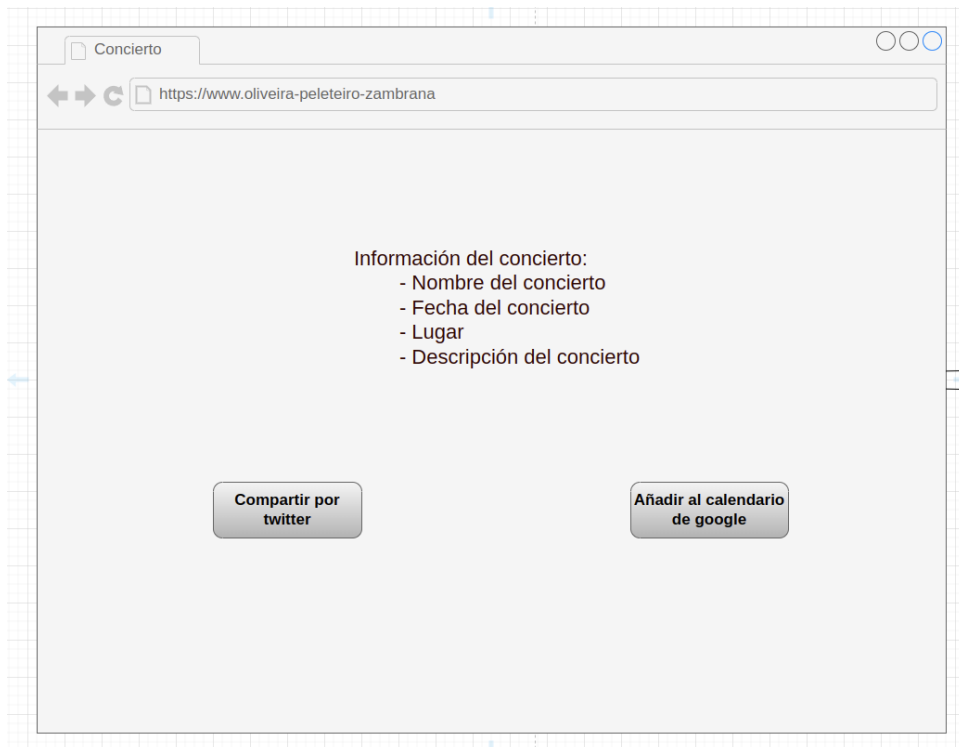 Concierto
https://www.oliveira-peleteiro-zambrana
Información del concierto:
- Nombre del concierto
- Fecha del concierto
- Lugar
- Descripción del concierto
Compartir por
twitter
Añadir al calendario
de google